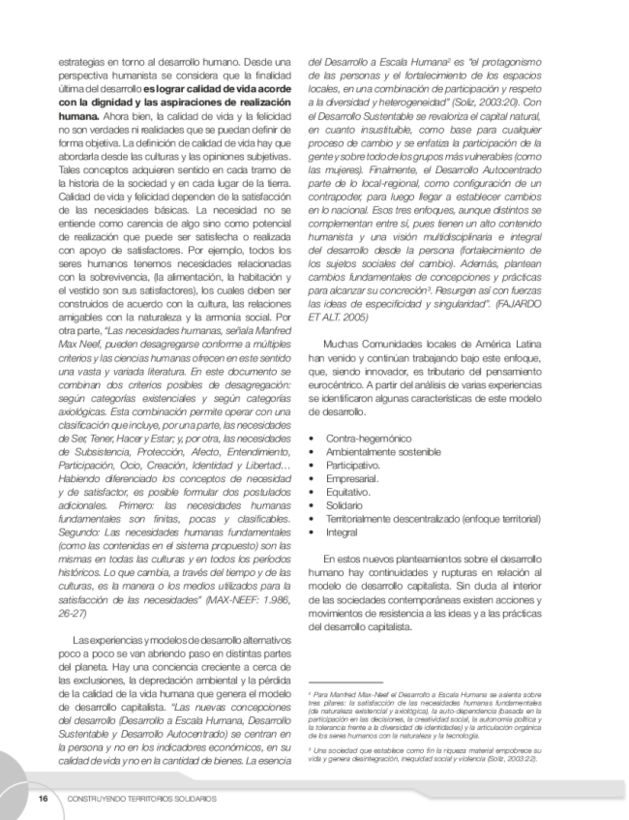 estrategias en torno al desarrollo humano. Desde una
perspectiva humanista se considera que la finalidad
última del desarrollo es lograr calidad de vida acorde
con la dignidad y las aspiraciones de realización
humana. Ahora bien, la calidad de vida y la felicidad
no son verdades ni realidades que se puedan definir de
forma objetiva. La definición de calidad de vida hay que
abordarla desde las culturas y las opiniones subjetivas.
Tales conceptos adquieren sentido en cada tramo de
la historia de la sociedad y en cada lugar de la tierra.
Calidad de vida y felicidad dependen de la satisfacción
de las necesidades básicas. La necesidad no se
entiende como carencia de algo sino como potencial
de realización que puede ser satisfecha o realizada
con apoyo de satisfactores. Por ejemplo, todos los
seres humanos tenemos necesidades relacionadas
con la sobrevivencia, (la alimentación, la habitación y
el vestido son sus satisfactores), los cuales deben ser
construidos de acuerdo con la cultura, las relaciones
amigables con la naturaleza y la armonía social. Por
otra parte, “Las necesidades humanas, señala Manfred
Max Neef, pueden desagregarse conforme a múltiples
criterios y las ciencias humanas ofrecen en este sentido
una vasta y variada literatura. En este documento se
combinan dos criterios posibles de desagregación:
según categorías existenciales y según categorías
axiológicas. Esta combinación permite operar con una
clasificación que incluye, por una parte, las necesidades
de Ser, Tener, Hacer y Estar; y, por otra, las necesidades
de Subsistencia, Protección, Afecto, Entendimiento,
Participación, Ocio, Creación, Identidad y Libertad…
Habiendo diferenciado los conceptos de necesidad
y de satisfactor, es posible formular dos postulados
adicionales. Primero: las necesidades humanas
fundamentales son finitas, pocas y clasificables.
Segundo: Las necesidades humanas fundamentales
(como las contenidas en el sistema propuesto) son las
mismas en todas las culturas y en todos los períodos
históricos. Lo que cambia, a través del tiempo y de las
culturas, es la manera o los medios utilizados para la
satisfacción de las necesidades” (MAX-NEEF: 1.986,
26-27)
Las experiencias y modelos de desarrollo alternativos
poco a poco se van abriendo paso en distintas partes
del planeta. Hay una conciencia creciente a cerca de
las exclusiones, la depredación ambiental y la pérdida
de la calidad de la vida humana que genera el modelo
de desarrollo capitalista. “Las nuevas concepciones
del desarrollo (Desarrollo a Escala Humana, Desarrollo
Sustentable y Desarrollo Autocentrado) se centran en
la persona y no en los indicadores económicos, en su
calidad de vida y no en la cantidad de bienes. La esencia
del Desarrollo a Escala Humana² es “el protagonismo
de las personas y el fortalecimiento de los espacios
locales, en una combinación de participación y respeto
a la diversidad y heterogeneidad” (Soliz, 2003:20). Con
el Desarrollo Sustentable se revaloriza el capital natural,
en cuanto insustituible, como base para cualquier
proceso de cambio y se enfatiza la participación de la
gente y sobre todo de los grupos más vulnerables (como
las mujeres). Finalmente, el Desarrollo Autocentrado
parte de lo local-regional, como configuración de un
contrapoder, para luego llegar a establecer cambios
en lo nacional. Esos tres enfoques, aunque distintos se
complementan entre sí, pues tienen un alto contenido
humanista y una visión multidisciplinaria e integral
del desarrollo desde la persona (fortalecimiento de
los sujetos sociales del cambio). Además, plantean
cambios fundamentales de concepciones y prácticas
para alcanzar su concreción³. Resurgen así con fuerzas
las ideas de especificidad y singularidad”. (FAJARDO
ET ALT. 2005)
Muchas Comunidades locales de América Latina
han venido y continúan trabajando bajo este enfoque,
que, siendo innovador, es tributario del pensamiento
eurocéntrico. A partir del análisis de varias experiencias
se identificaron algunas características de este modelo
de desarrollo.
• Contra-hegemónico
• Ambientalmente sostenible
• Participativo.
• Empresarial.
• Equitativo.
• Solidario
• Territorialmente descentralizado (enfoque territorial)
• Integral
En estos nuevos planteamientos sobre el desarrollo
humano hay continuidades y rupturas en relación al
modelo de desarrollo capitalista. Sin duda al interior
de las sociedades contemporáneas existen acciones y
movimientos de resistencia a las ideas y a las prácticas
del desarrollo capitalista.
² Para Manfred Max-Neef el Desarrollo a Escala Humana se asienta sobre
tres pilares: la satisfacción de las necesidades humanas fundamentales
(de naturaleza existencial y axiológica), la auto-dependencia (basada en la
participación en las decisiones, la creatividad social, la autonomía política y
la tolerancia frente a la diversidad de identidades) y la articulación orgánica
de los seres humanos con la naturaleza y la tecnología.
³ Una sociedad que establece como fin la riqueza material empobrece su
vida y genera desintegración, inequidad social y violencia (Soliz, 2003:22).
16 CONSTRUYENDO TERRITORIOS SOLIDARIOS